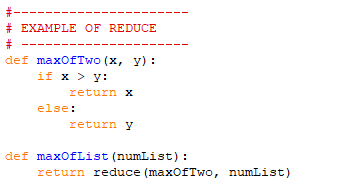 #---------------------
# EXAMPLE OF REDUCE
# ---------------------
def maxOfTwo(x, y):
    if x > y:
        return x
    else:
        return y

def maxOfList(numList):
    return reduce(maxOfTwo, numList)